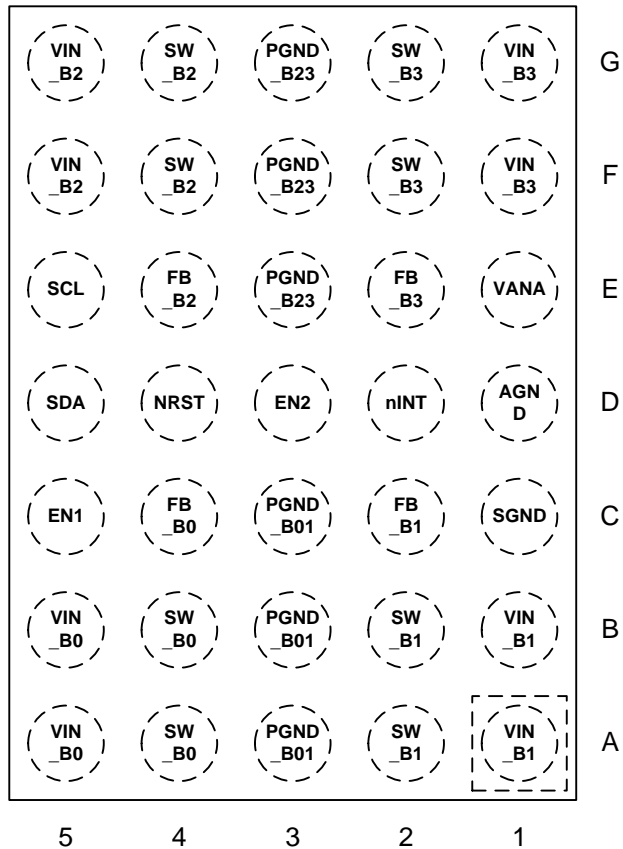 VIN SW PGND SW VIN
_B2 _B2 _B23 _B3 _B3 G
VIN SW PGND SW VIN
_B2 _B2 _B23 _B3 _B3 F
SCL FB _B2 PGND _B23 FB _B3 VANA E
SDA NRST EN2 nINT AGN D D
EN1 FB _B0 PGND _B01 FB _B1 SGND C
VIN SW PGND SW VIN
_B0 _B0 _B01 _B1 _B1 B
VIN SW PGND SW VIN
_B0 _B0 _B01 _B1 _B1 A
5 4 3 2 1